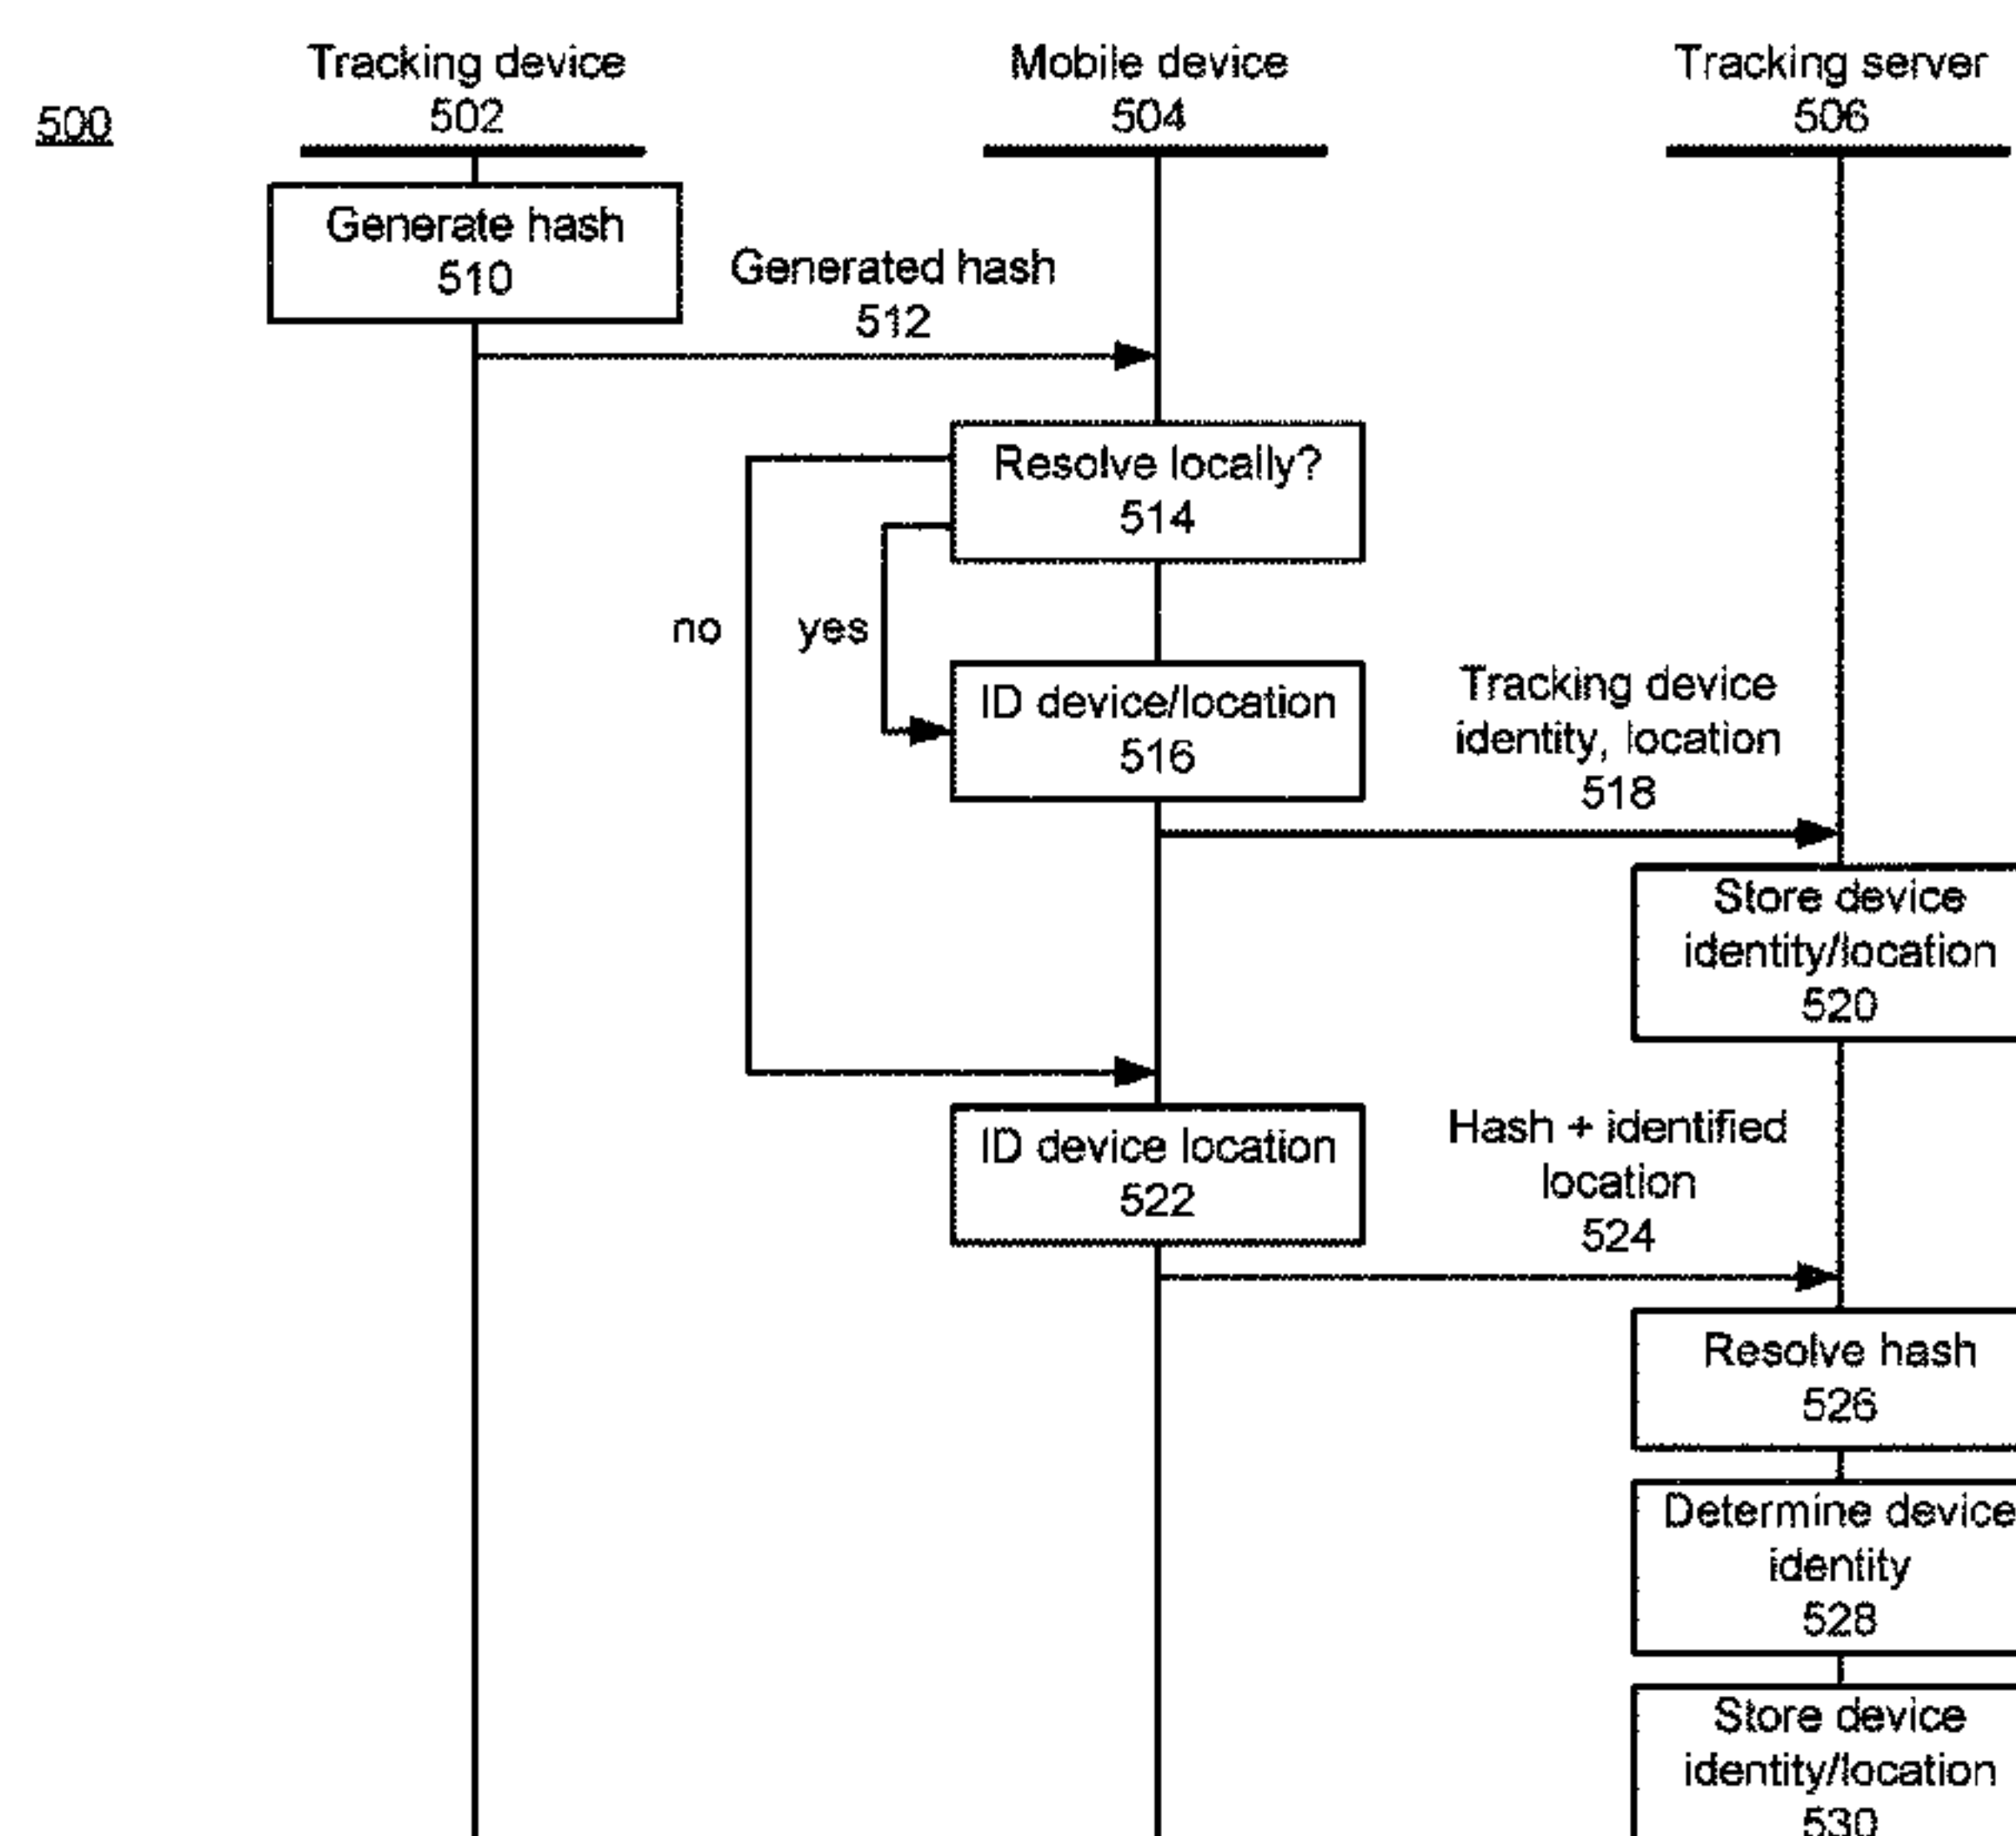 500
Tracking device
502
Mobile device
504
Tracking server
506
Generate hash
510
Generated hash
512
Resolve locally?
514
no
yes
ID device/location
516
Tracking device
identity, location
518
Store device
identity/location
520
ID device location
522
Hash + identified
location
524
Resolve hash
526
Determine device
identity
528
Store device
identity/location
530